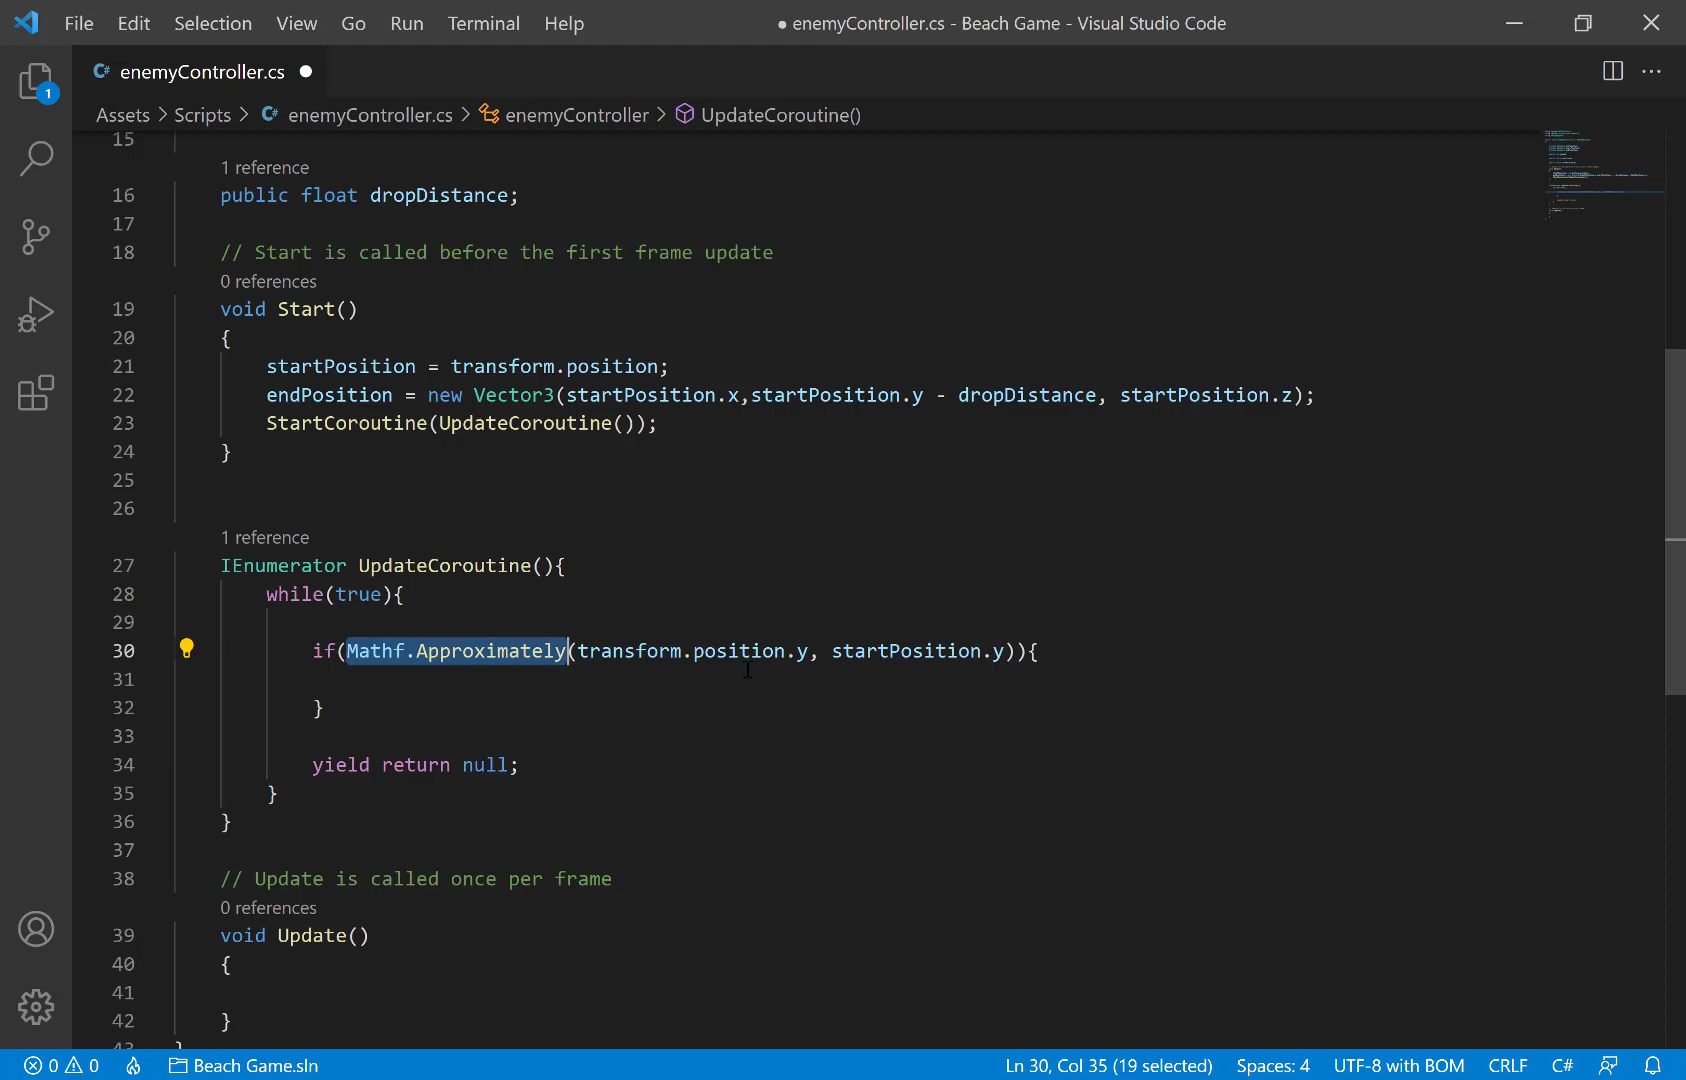 File Edit Selection View Go Run Terminal Help ● enemyController.cs - Beach Game - Visual Studio Code
enemyController.cs
Assets > Scripts > enemyController.cs > enemyController > UpdateCoroutine()
1
15
1 reference
16 public float dropDistance;
17
18 // Start is called before the first frame update
0 references
19 void Start()
20 {
21 startPosition = transform.position;
22 endPosition = new Vector3(startPosition.x,startPosition.y - dropDistance, startPosition.z);
23 StartCoroutine(UpdateCoroutine());
24 }
25
26
1 reference
27 IEnumerator UpdateCoroutine(){
28 while(true){
29
30 if(Mathf.Approximately(transform.position.y, startPosition.y)){
31
32 }
33
34 yield return null;
35 }
36 }
37
38 // Update is called once per frame
0 references
39 void Update()
40 {
41
42 }
43 }
0 0 Beach Game.sln Ln 30, Col 35 (19 selected) Spaces: 4 UTF-8 with BOM CRLF C#